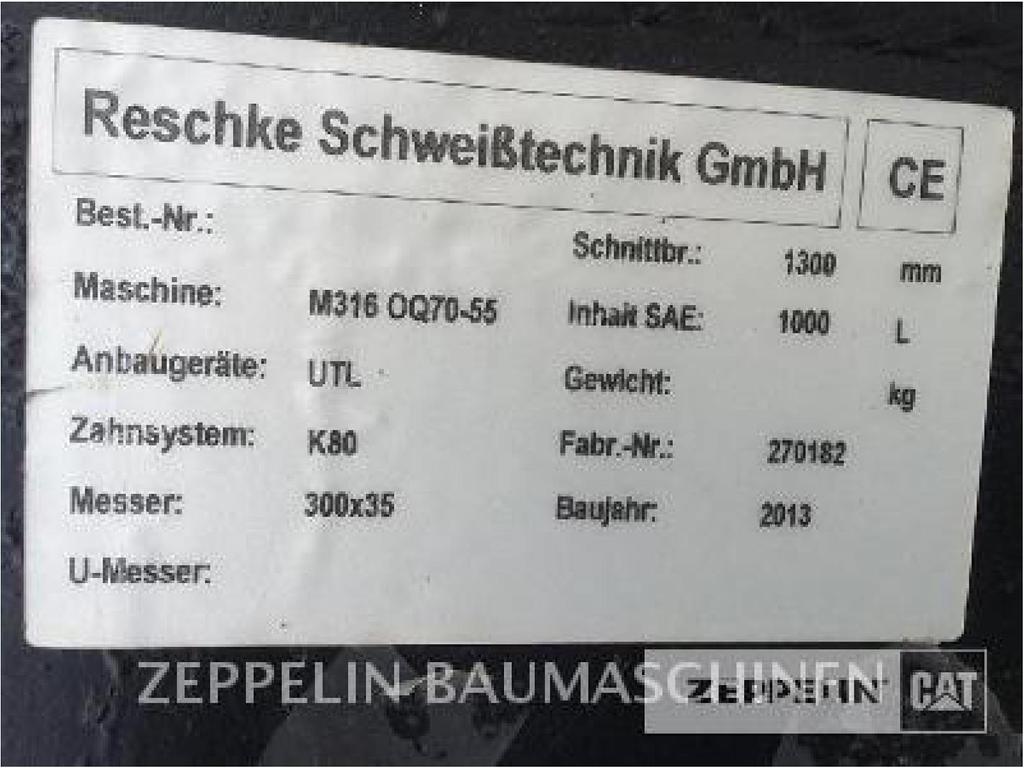 Reschke Schweißtechnik GmbH CE
Best.-Nr.: Schnittbr.: 1300 mm
Maschine: M316 OQ70-55 Inhalt SAE: 1000 L
Anbaugeräte: UTL Gewicht: kg
Zahnsystem: K80 Fabr.-Nr.: 270182
Messer: 300x35 Baujahr: 2013
U-Messer:
ZEPPELIN BAUMASCHINEN
ZEPPELIN CAT